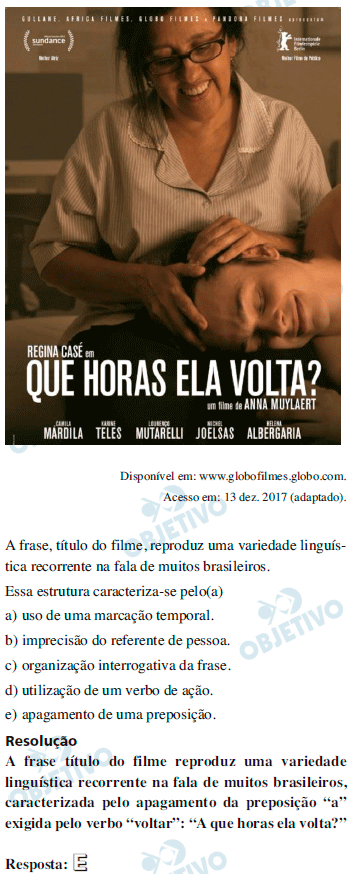 GULLANE, ÁFRICA FILMES, GLOBO FILMES e PANDORA FILMES APRESENTAM
sundance
Melhor Atriz
Internationale
Filmfestspiele
Berlin
Melhor Filme do Público
REGINA CASÉ em
QUE HORAS ELA VOLTA?
um filme de ANNA MUYLAERT
CAMILA MÁRDILA
KARINE TELES
LOURENÇO MUTARELLI
MICHEL JOELSAS
HELENA ALBERGARIA
Disponível em: www.globofilmes.globo.com.
Acesso em: 13 dez. 2017 (adaptado).
A frase, título do filme, reproduz uma variedade linguís-
tica recorrente na fala de muitos brasileiros.
Essa estrutura caracteriza-se pelo(a)
a) uso de uma marcação temporal.
b) imprecisão do referente de pessoa.
c) organização interrogativa da frase.
d) utilização de um verbo de ação.
e) apagamento de uma preposição.
Resolução
A frase título do filme reproduz uma variedade
linguística recorrente na fala de muitos brasileiros,
caracterizada pelo apagamento da preposição “a”
exigida pelo verbo “voltar”: “A que horas ela volta?”
Resposta: E
OBJETIVO